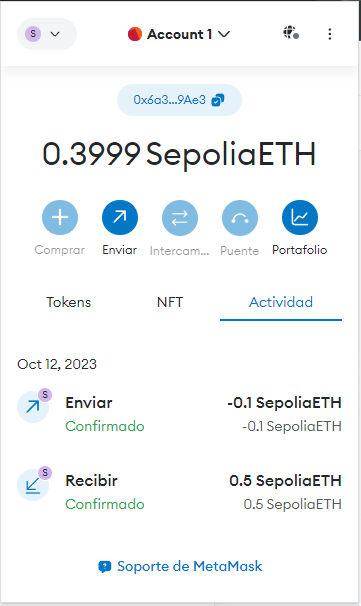 S
Account 1
0x6a3...9Ae3
0.3999 SepoliaETH
Comprar Enviar Intercam... Puente Portafolio
Tokens NFT Actividad
Oct 12, 2023
S
Enviar -0.1 SepoliaETH
Confirmado -0.1 SepoliaETH
S
Recibir 0.5 SepoliaETH
Confirmado 0.5 SepoliaETH
Soporte de MetaMask